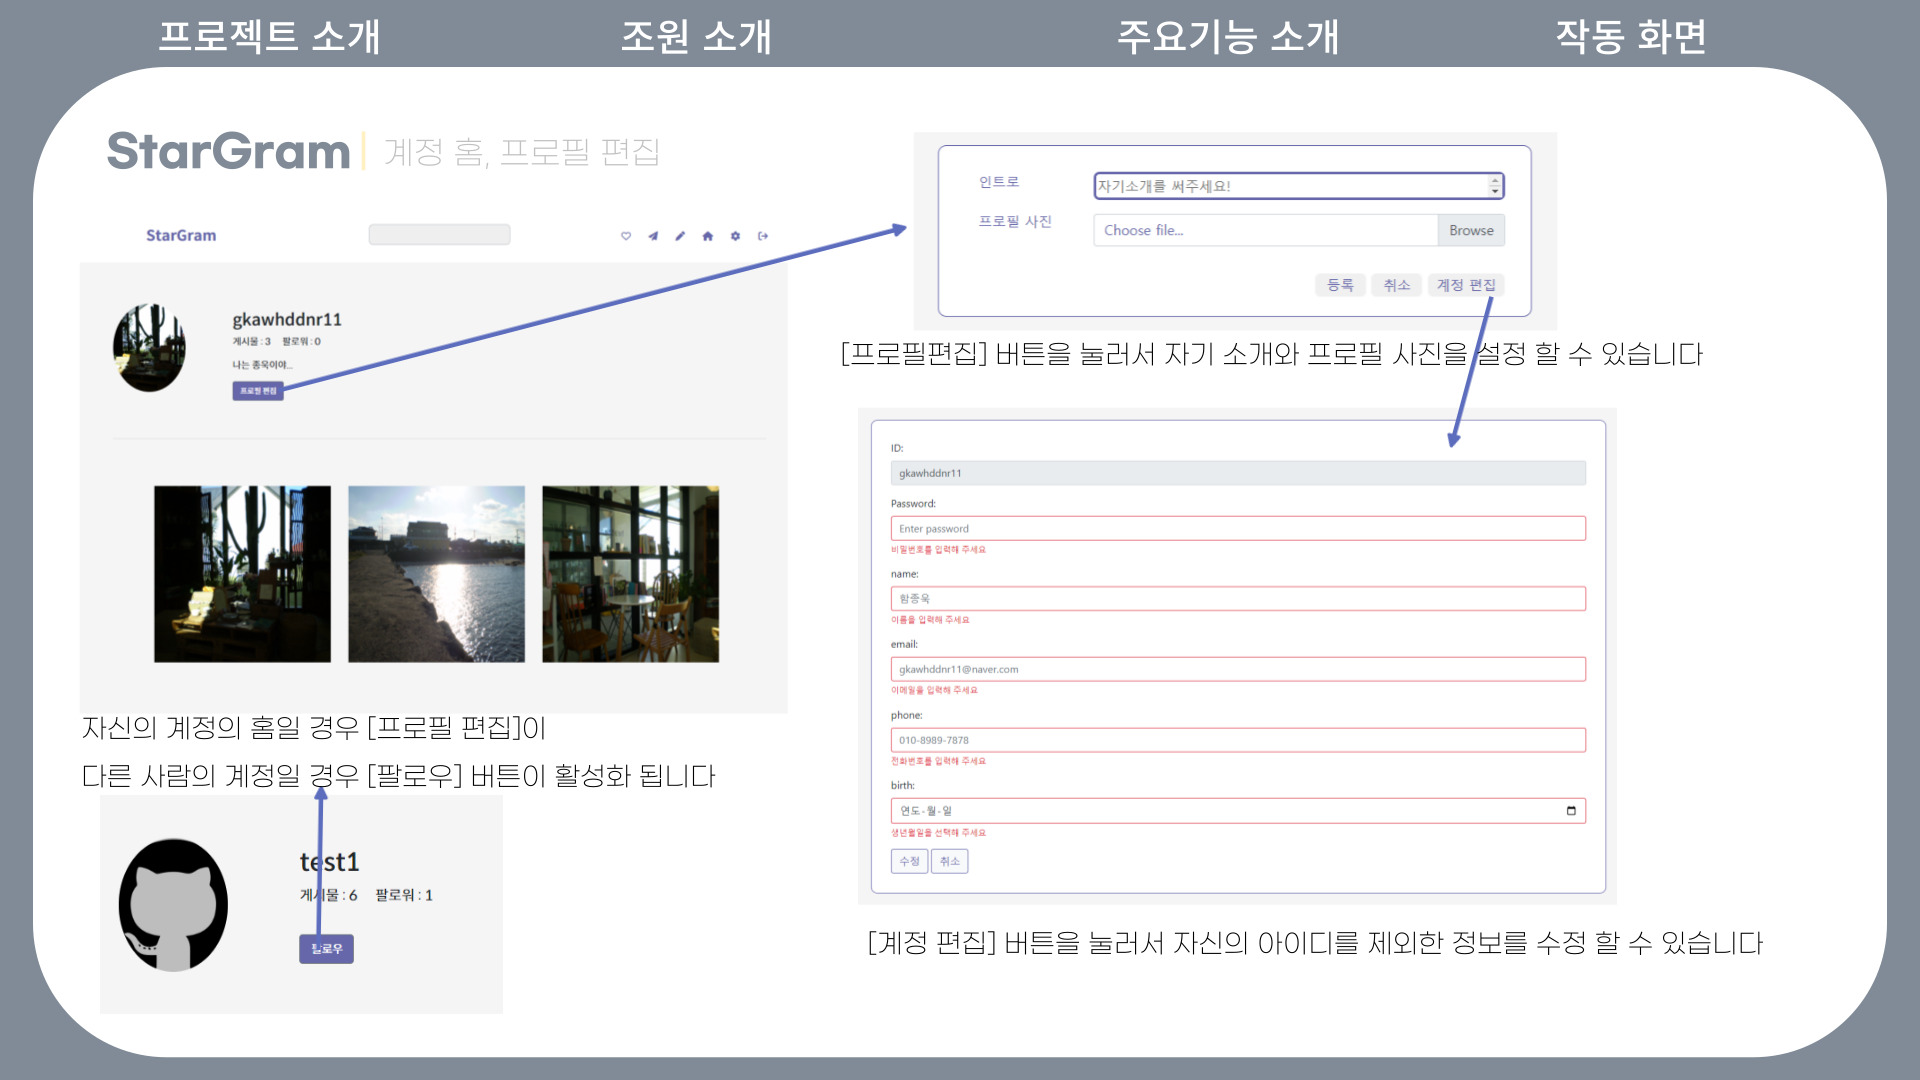 프로젝트 소개
조원 소개
주요기능 소개
작동 화면
StarGram
계정 홈, 프로필 편집
StarGram
gkawhddnr11
게시물 : 3 팔로워 : 0
나는 종욱이야...
프로필 편집
자신의 계정의 홈일 경우 [프로필 편집]이
다른 사람의 계정일 경우 [팔로우] 버튼이 활성화 됩니다
test1
게시물 : 6 팔로워 : 1
팔로우
인트로
자기소개를 써주세요!
프로필 사진
Choose file...
Browse
등록 취소 계정 편집
[프로필편집] 버튼을 눌러서 자기 소개와 프로필 사진을 설정 할 수 있습니다
ID:
gkawhddnr11
Password:
Enter password
비밀번호를 입력해 주세요
name:
함종욱
이름을 입력해 주세요
email:
gkawhddnr11@naver.com
이메일을 입력해 주세요
phone:
010-8989-7878
전화번호를 입력해 주세요
birth:
연도-월-일
생년월일을 선택해 주세요
수정 취소
[계정 편집] 버튼을 눌러서 자신의 아이디를 제외한 정보를 수정 할 수 있습니다